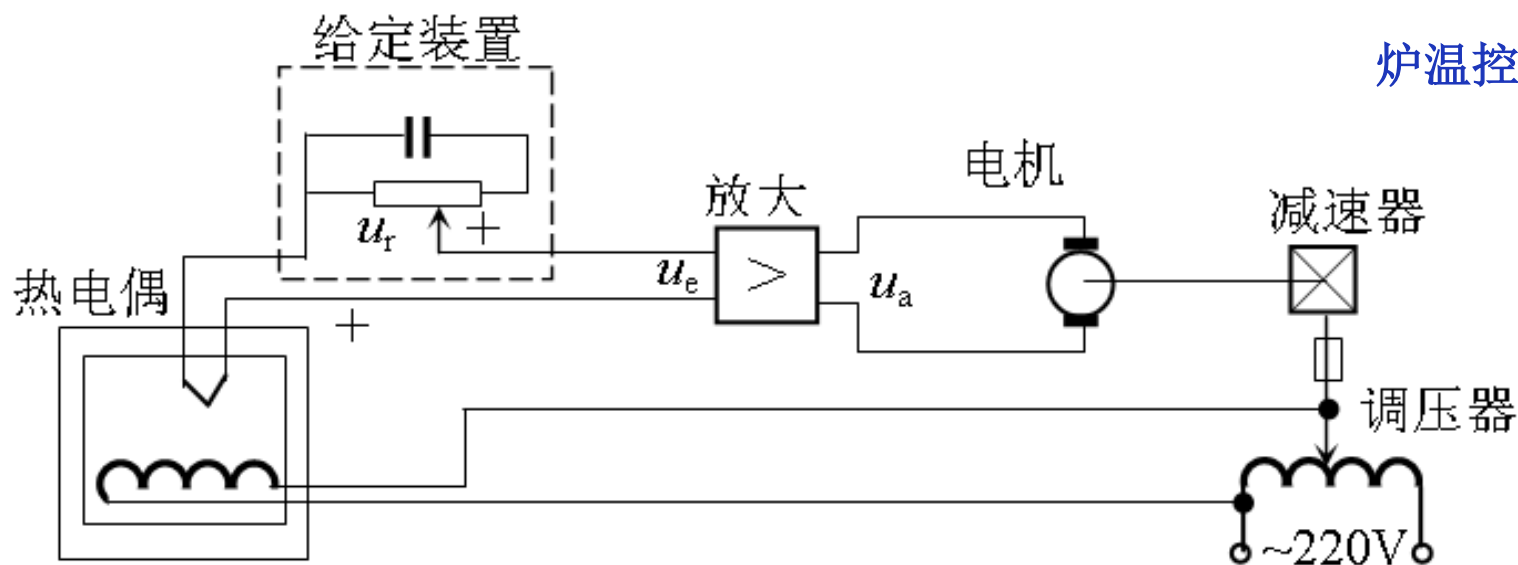 给定装置
炉温控
电机
放大
减速器
u_r
+
u_e
>
u_a
热电偶
+
调压器
~220V